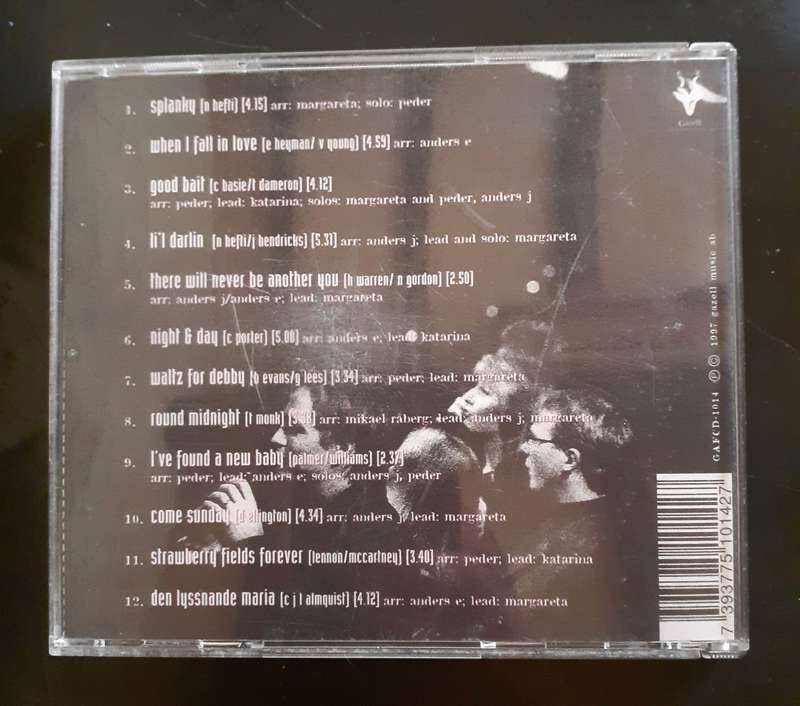 1. splanky [n hefti] [4.15] arr: margareta; solo: peder
2. when I fall in love [e heyman/ v young] [4.59] arr: anders e
3. good bait [c basie/t dameron] [4.12]
arr: peder; lead: katarina; solos: margareta and peder, anders j
4. li'l darlin [n hefti/j hendricks] [5.31] arr: anders j; lead and solo: margareta
5. there will never be another you [h warren/ n gordon] [2.50]
arr: anders j/anders e; lead: margareta
6. night & day [c porter] [5.00] arr: anders e; lead: katarina
7. waltz for debby [b evans/g lees] [3.34] arr: peder; lead: margareta
8. round midnight [t monk] arr: mikael råberg; lead: anders j; margareta
9. I've found a new baby [palmer/williams] [2.37]
arr: peder; lead: anders e; solos: anders j, peder
10. come sunday [d ellington] [4.34] arr: anders j; lead: margareta
11. strawberry fields forever [lennon/mccartney] [3.40] arr: peder; lead: katarina
12. den lyssnande maria [c j l almquist] [4.12] arr: anders e; lead: margareta
Gazell
GAFCD-1014 ℗ © 1997 gazell music ab
7 393775 101427